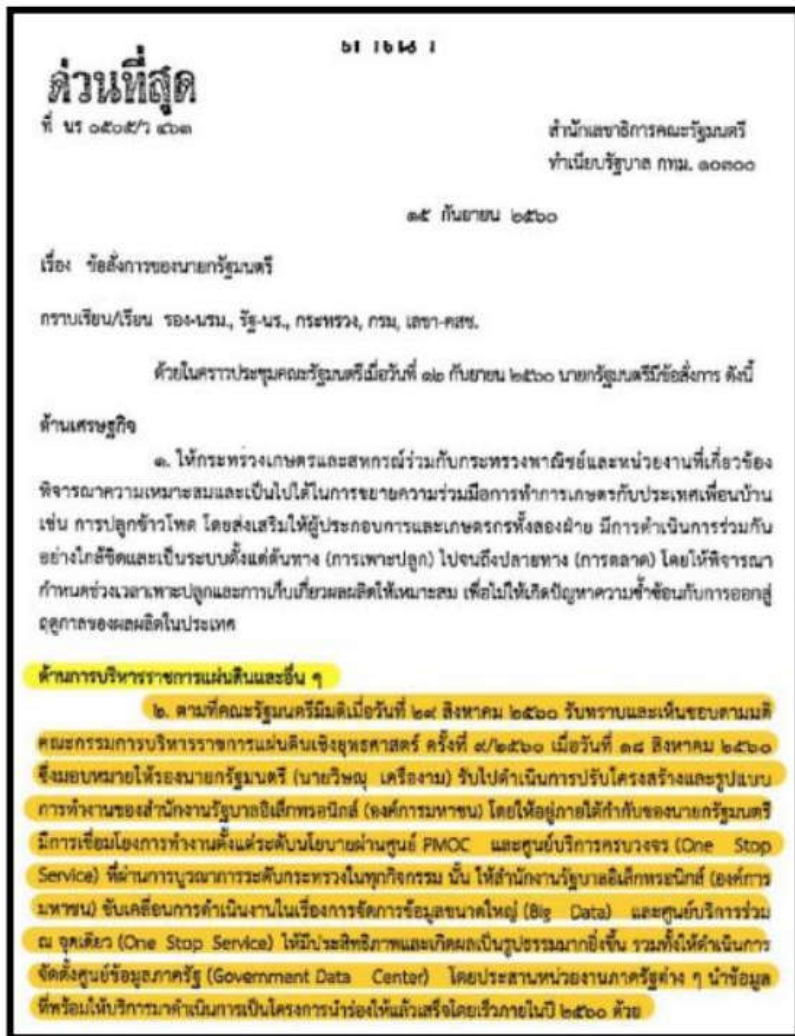 ด่วนที่สุด
ที่ นร ๐๕๐๕/ว ๔๖๓
สำนักเลขาธิการคณะรัฐมนตรี
ทำเนียบรัฐบาล กทม. ๑๐๓๐๐
๑๕ กันยายน ๒๕๖๐
เรื่อง ข้อสั่งการของนายกรัฐมนตรี
กราบเรียน/เรียน รอง-นรม., รัฐ-นร., กระทรวง, กรม, เลขา-คสช.
ด้วยในคราวประชุมคณะรัฐมนตรีเมื่อวันที่ ๑๒ กันยายน ๒๕๖๐ นายกรัฐมนตรีมีข้อสั่งการ ดังนี้
ด้านเศรษฐกิจ
๑. ให้กระทรวงเกษตรและสหกรณ์ร่วมกับกระทรวงพาณิชย์และหน่วยงานที่เกี่ยวข้อง
พิจารณาความเหมาะสมและเป็นไปได้ในการขยายความร่วมมือการทำการเกษตรกับประเทศเพื่อนบ้าน
เช่น การปลูกข้าวโพด โดยส่งเสริมให้ผู้ประกอบการและเกษตรกรทั้งสองฝ่าย มีการดำเนินการร่วมกัน
อย่างใกล้ชิดและเป็นระบบตั้งแต่ต้นทาง (การเพาะปลูก) ไปจนถึงปลายทาง (การตลาด) โดยให้พิจารณา
กำหนดช่วงเวลาเพาะปลูกและการเก็บเกี่ยวผลผลิตให้เหมาะสม เพื่อไม่ให้เกิดปัญหาความซ้ำซ้อนกับการออกสู่
ฤดูกาลของผลผลิตในประเทศ
ด้านการบริหารราชการแผ่นดินและอื่น ๆ
๒. ตามที่คณะรัฐมนตรีมีมติเมื่อวันที่ ๒๙ สิงหาคม ๒๕๖๐ รับทราบและเห็นชอบตามมติ
คณะกรรมการบริหารราชการแผ่นดินเชิงยุทธศาสตร์ ครั้งที่ ๙/๒๕๖๐ เมื่อวันที่ ๑๘ สิงหาคม ๒๕๖๐
ซึ่งมอบหมายให้รองนายกรัฐมนตรี (นายวิษณุ เครืองาม) รับไปดำเนินการปรับโครงสร้างและรูปแบบ
การทำงานของสำนักงานรัฐบาลอิเล็กทรอนิกส์ (องค์การมหาชน) โดยให้อยู่ภายใต้กำกับของนายกรัฐมนตรี
มีการเชื่อมโยงการทำงานตั้งแต่ระดับนโยบายผ่านศูนย์ PMOC และศูนย์บริการครบวงจร (One Stop
Service) ที่ผ่านการบูรณาการระดับกระทรวงในทุกกิจกรรม นั้น ให้สำนักงานรัฐบาลอิเล็กทรอนิกส์ (องค์การ
มหาชน) ขับเคลื่อนการดำเนินงานในเรื่องการจัดการข้อมูลขนาดใหญ่ (Big Data) และศูนย์บริการร่วม
ณ จุดเดียว (One Stop Service) ให้มีประสิทธิภาพและเกิดผลเป็นรูปธรรมมากยิ่งขึ้น รวมทั้งให้ดำเนินการ
จัดตั้งศูนย์ข้อมูลภาครัฐ (Government Data Center) โดยประสานหน่วยงานภาครัฐต่าง ๆ นำข้อมูล
ที่พร้อมให้บริการมาดำเนินการเป็นโครงการนำร่องให้แล้วเสร็จโดยเร็วภายในปี ๒๕๖๐ ด้วย